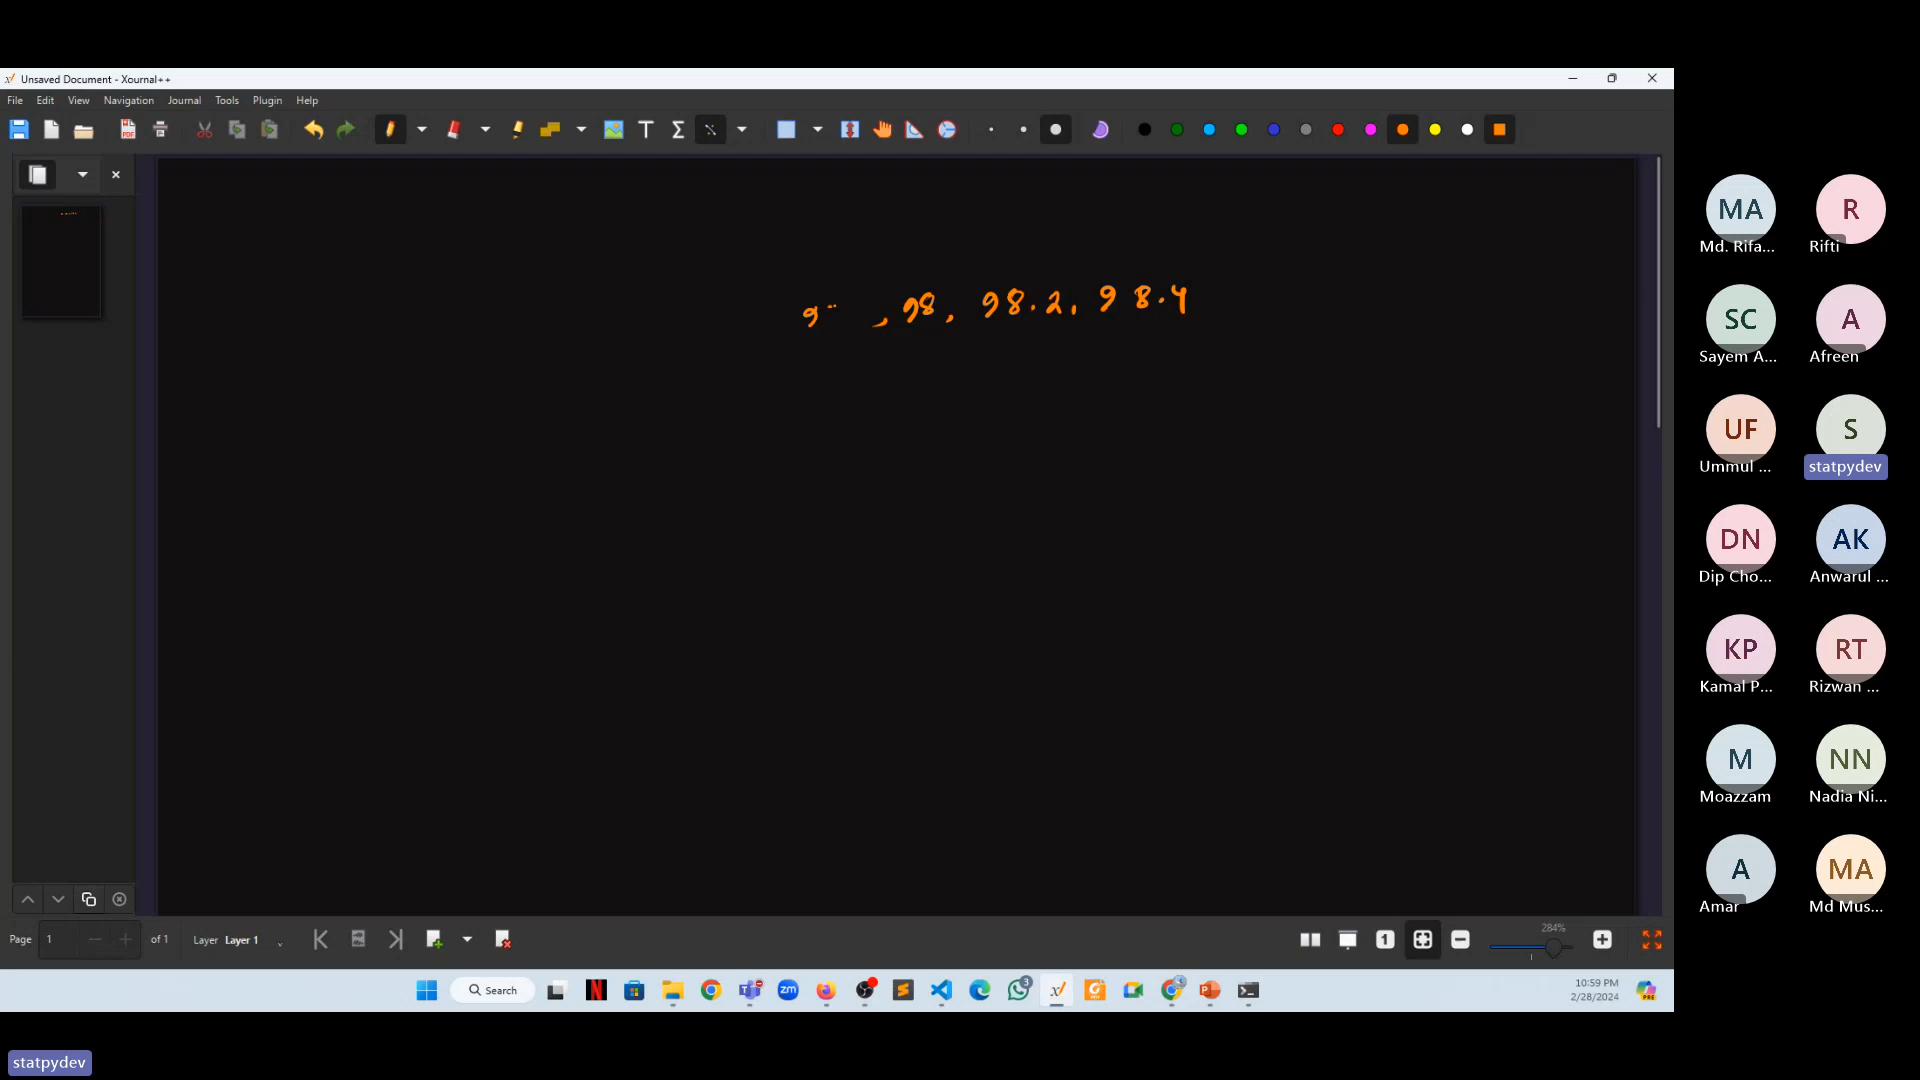 Unsaved Document - Xournal++
File Edit View Navigation Journal Tools Plugin Help
, 98, 98.2, 98.4
MA R
Md. Rifa... Rifti
SC A
Sayem A... Afreen
UF S
Ummul ... statpydev
DN AK
Dip Cho... Anwarul ...
KP RT
Kamal P... Rizwan ...
M NN
Moazzam Nadia Ni...
A MA
Amar Md Mus...
Page 1 of 1 Layer Layer 1 1 284%
Search zm 3 10:59 PM
2/28/2024
statpydev